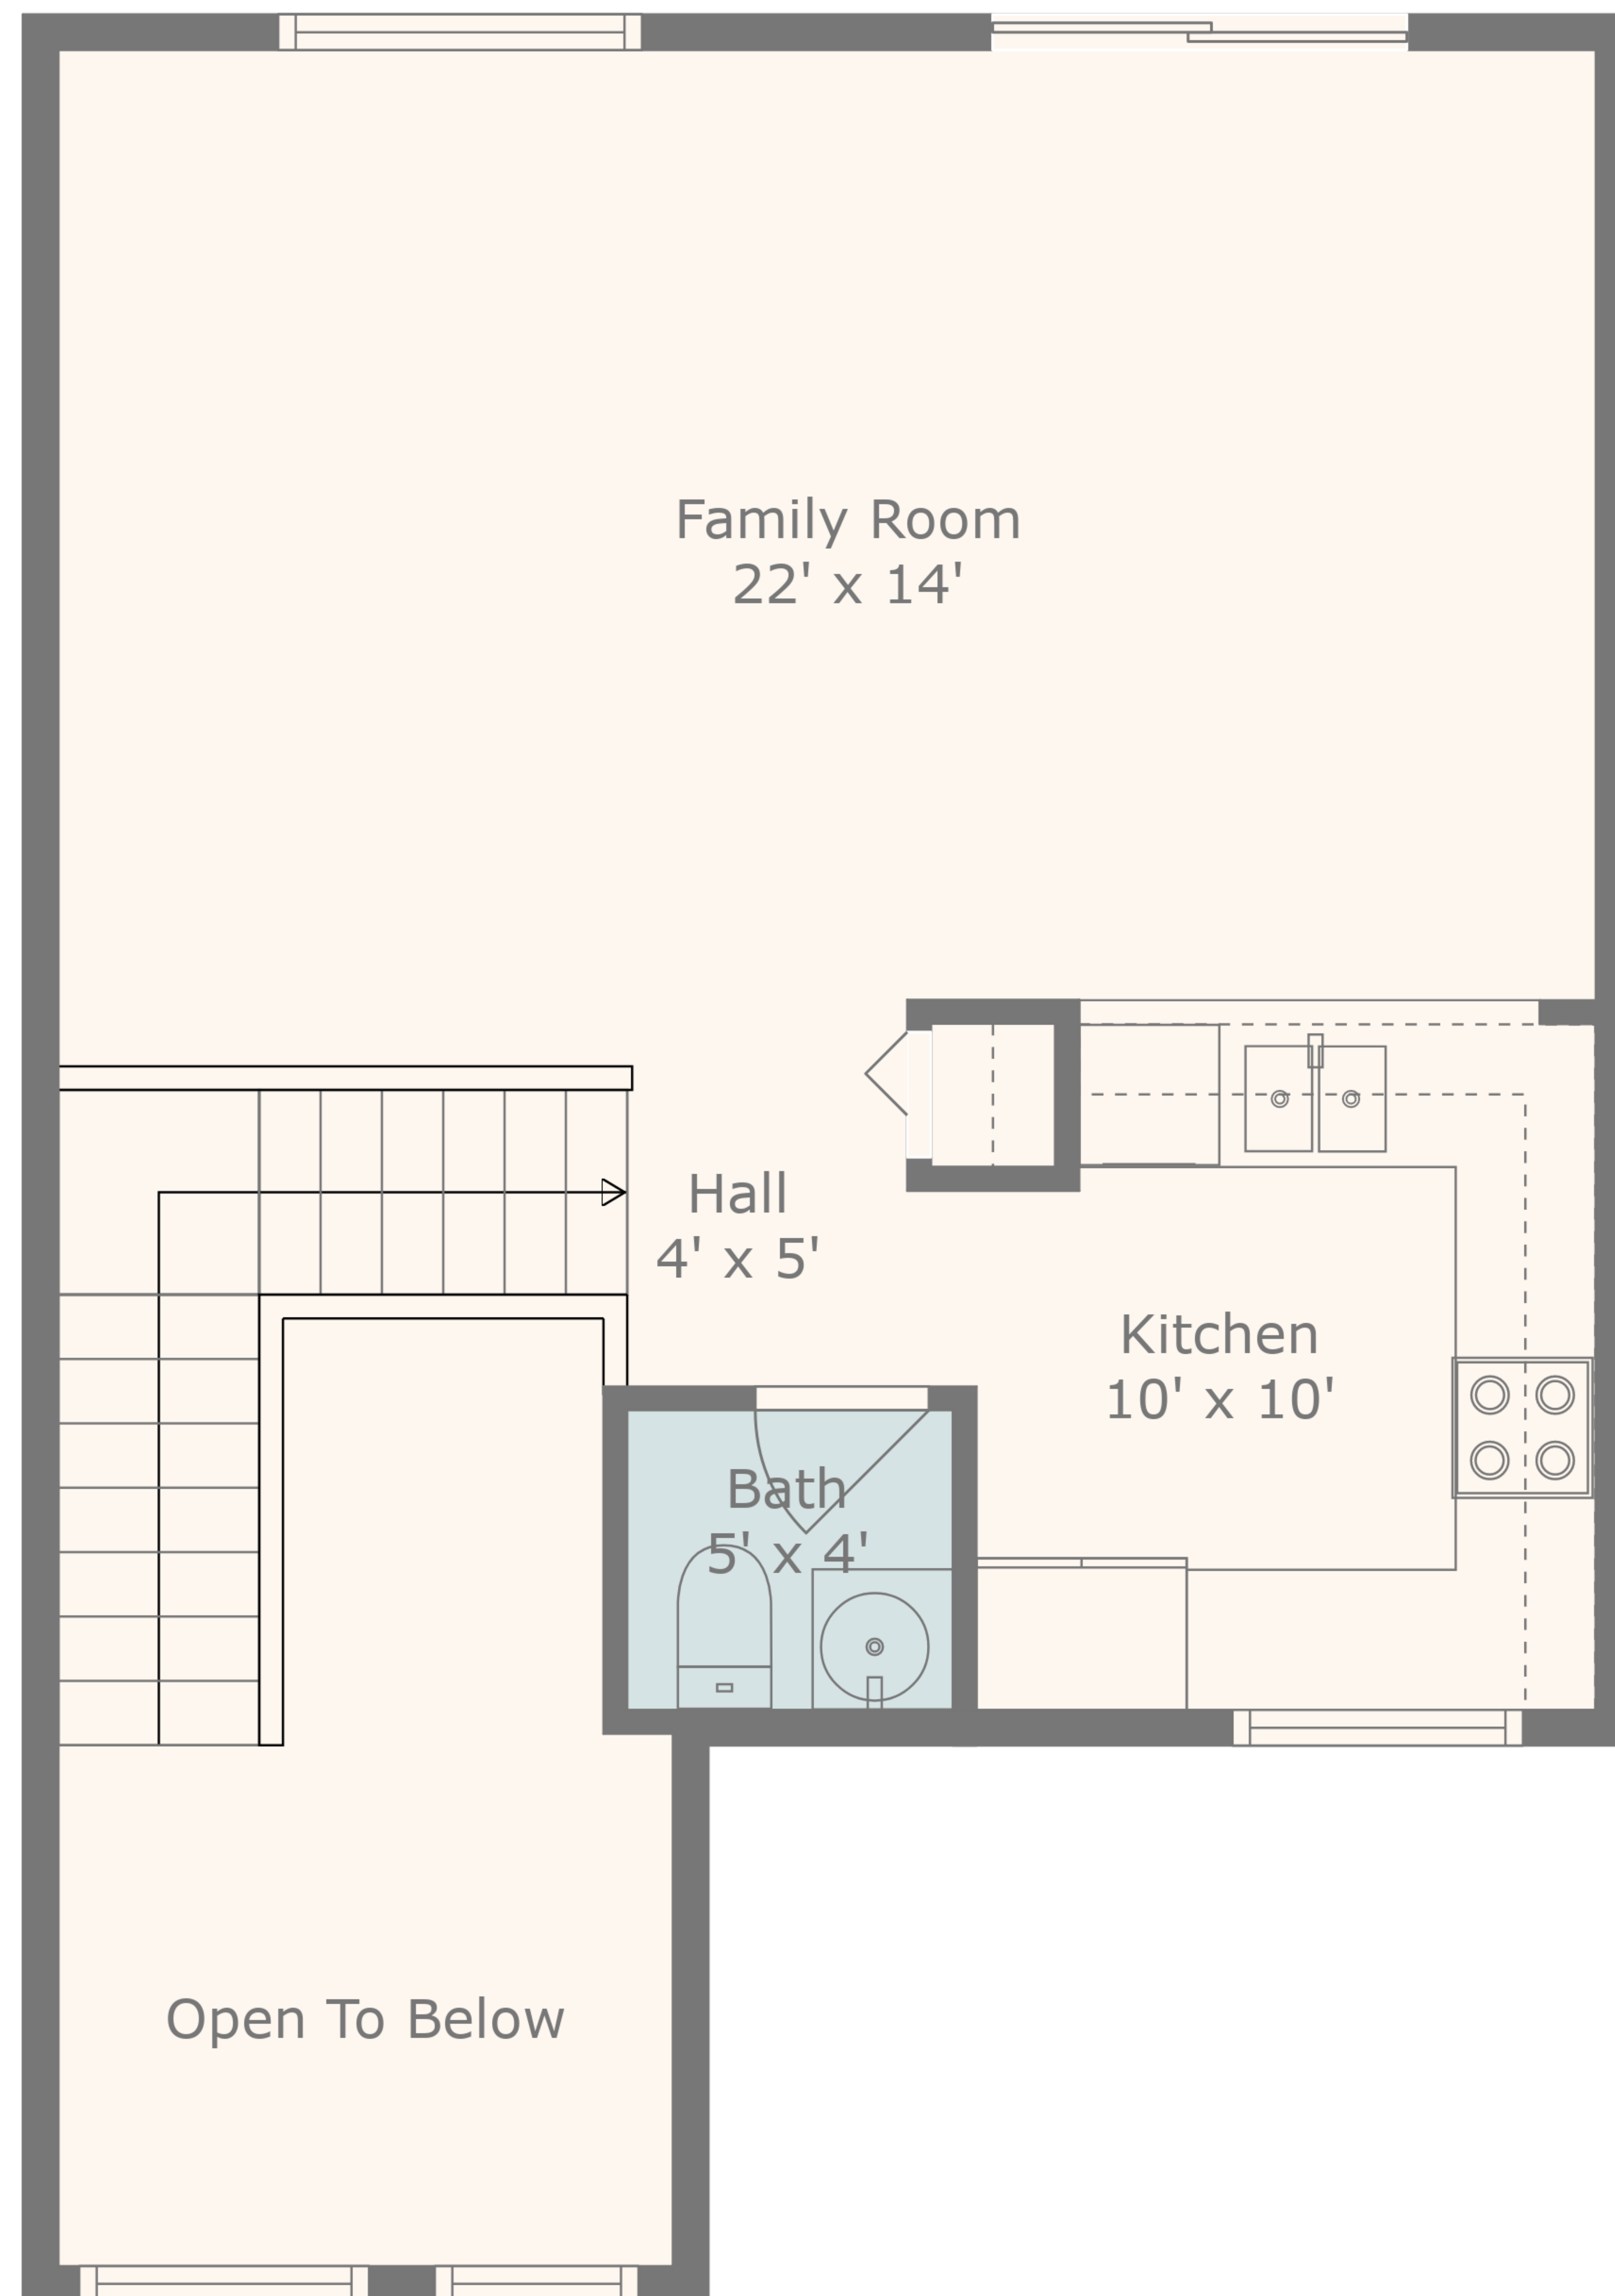 Family Room
22' x 14'
Hall
4' x 5'
Kitchen
10' x 10'
Bath
5' x 4'
Open To Below